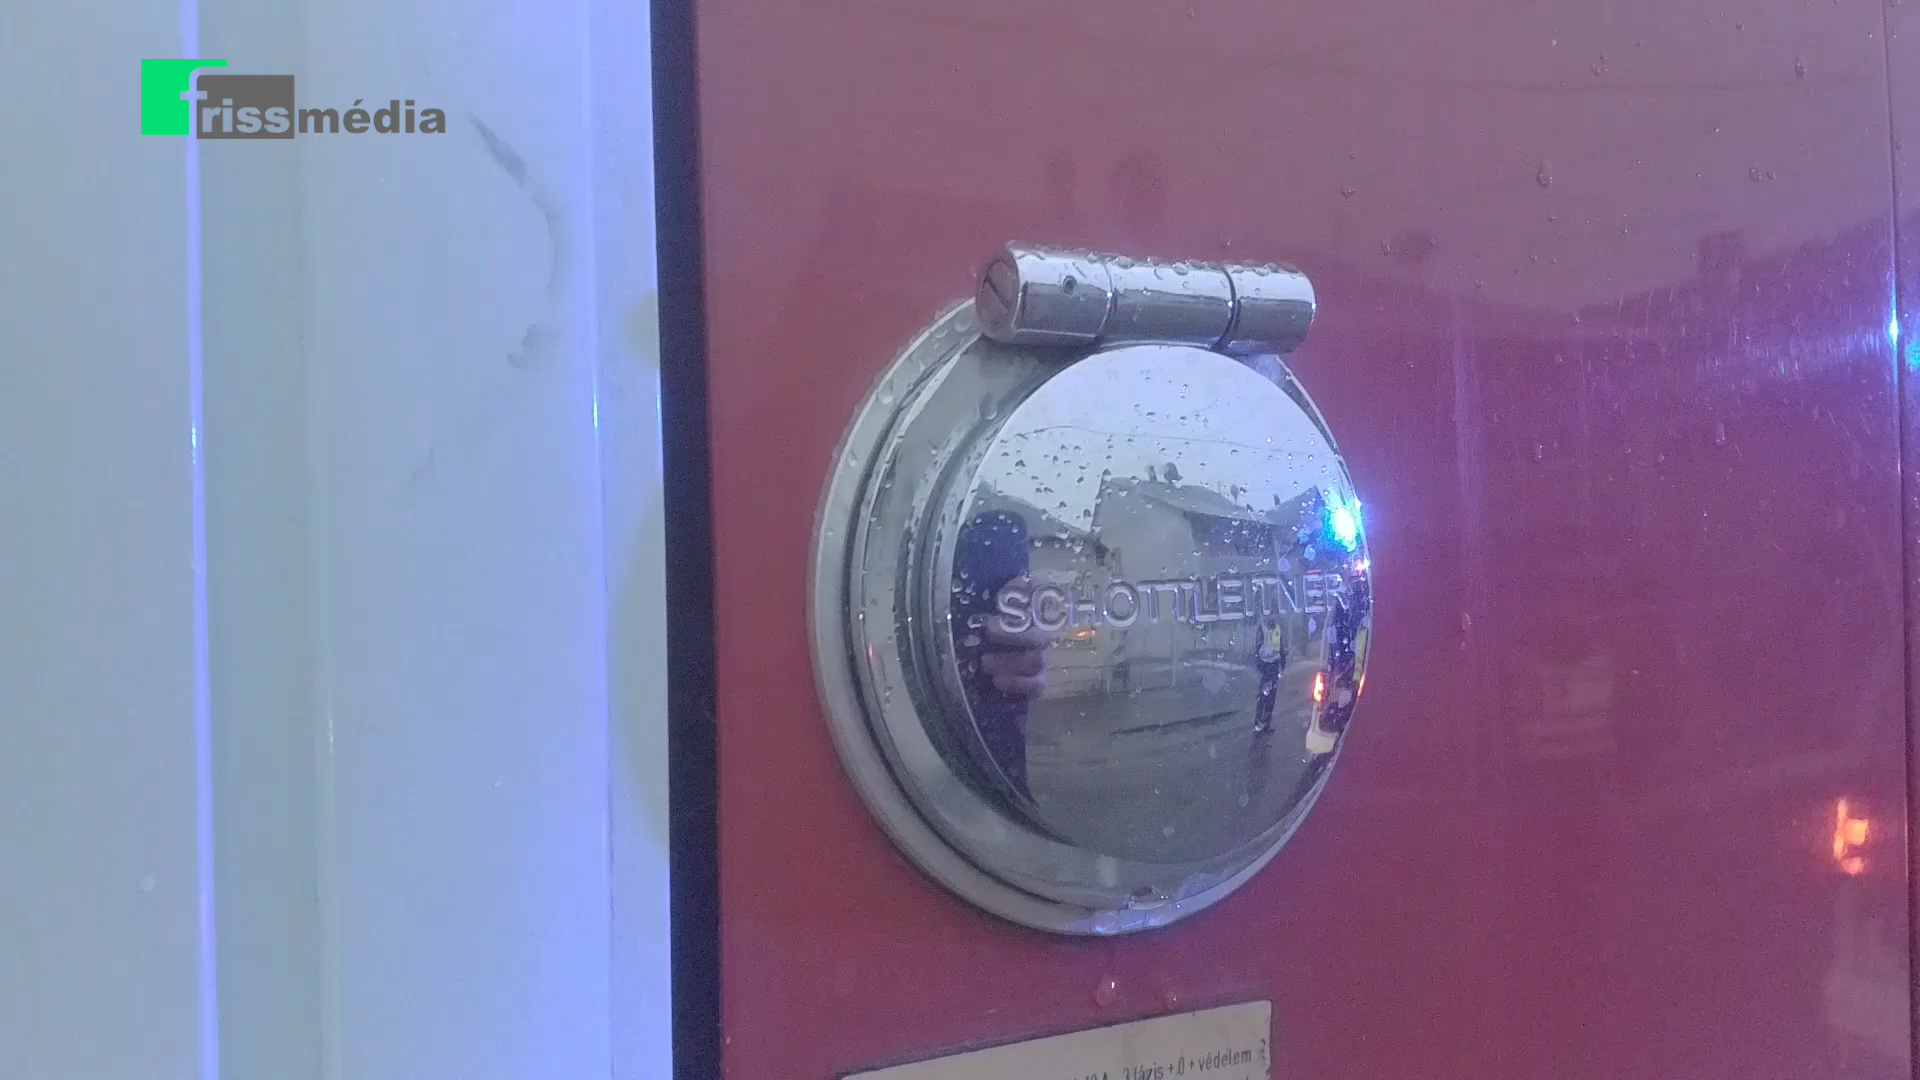 frissmédia
SCHOTTLEITNER
A 3 fázis + 0 + védelem